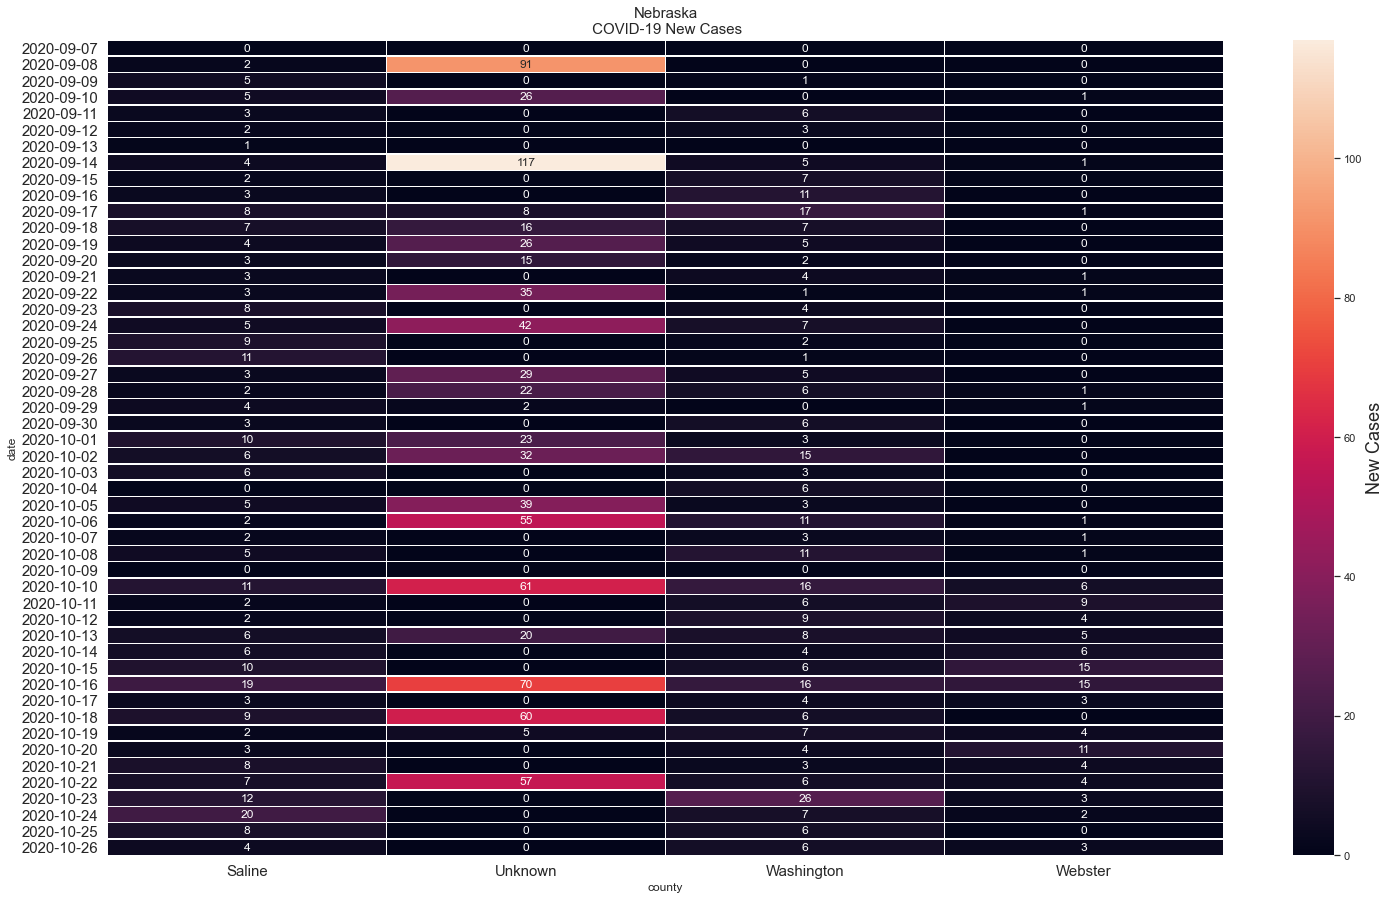 Nebraska
COVID-19 New Cases
2020-09-07 0 0 0 0
2020-09-08 2 91 0 0
2020-09-09 5 0 1 0
2020-09-10 5 26 0 1
2020-09-11 3 0 6 0
2020-09-12 2 0 3 0
2020-09-13 1 0 0 0
2020-09-14 4 117 5 1
2020-09-15 2 0 7 0
2020-09-16 3 0 11 0
2020-09-17 8 8 17 1
2020-09-18 7 16 7 0
2020-09-19 4 26 5 0
2020-09-20 3 15 2 0
2020-09-21 3 0 4 1
2020-09-22 3 35 1 1
2020-09-23 8 0 4 0
2020-09-24 5 42 7 0
2020-09-25 9 0 2 0
2020-09-26 11 0 1 0
2020-09-27 3 29 5 0
2020-09-28 2 22 6 1
2020-09-29 4 2 0 1
2020-09-30 3 0 6 0
2020-10-01 10 23 3 0
2020-10-02 6 32 15 0
2020-10-03 6 0 3 0
2020-10-04 0 0 6 0
2020-10-05 5 39 3 0
2020-10-06 2 55 11 1
2020-10-07 2 0 3 1
2020-10-08 5 0 11 1
2020-10-09 0 0 0 0
2020-10-10 11 61 16 6
2020-10-11 2 0 6 9
2020-10-12 2 0 9 4
2020-10-13 6 20 8 5
2020-10-14 6 0 4 6
2020-10-15 10 0 6 15
2020-10-16 19 70 16 15
2020-10-17 3 0 4 3
2020-10-18 9 60 6 0
2020-10-19 2 5 7 4
2020-10-20 3 0 4 11
2020-10-21 8 0 3 4
2020-10-22 7 57 6 4
2020-10-23 12 0 26 3
2020-10-24 20 0 7 2
2020-10-25 8 0 6 0
2020-10-26 4 0 6 3
date
Saline Unknown Washington Webster
county
100
80
60
40
20
0
New Cases